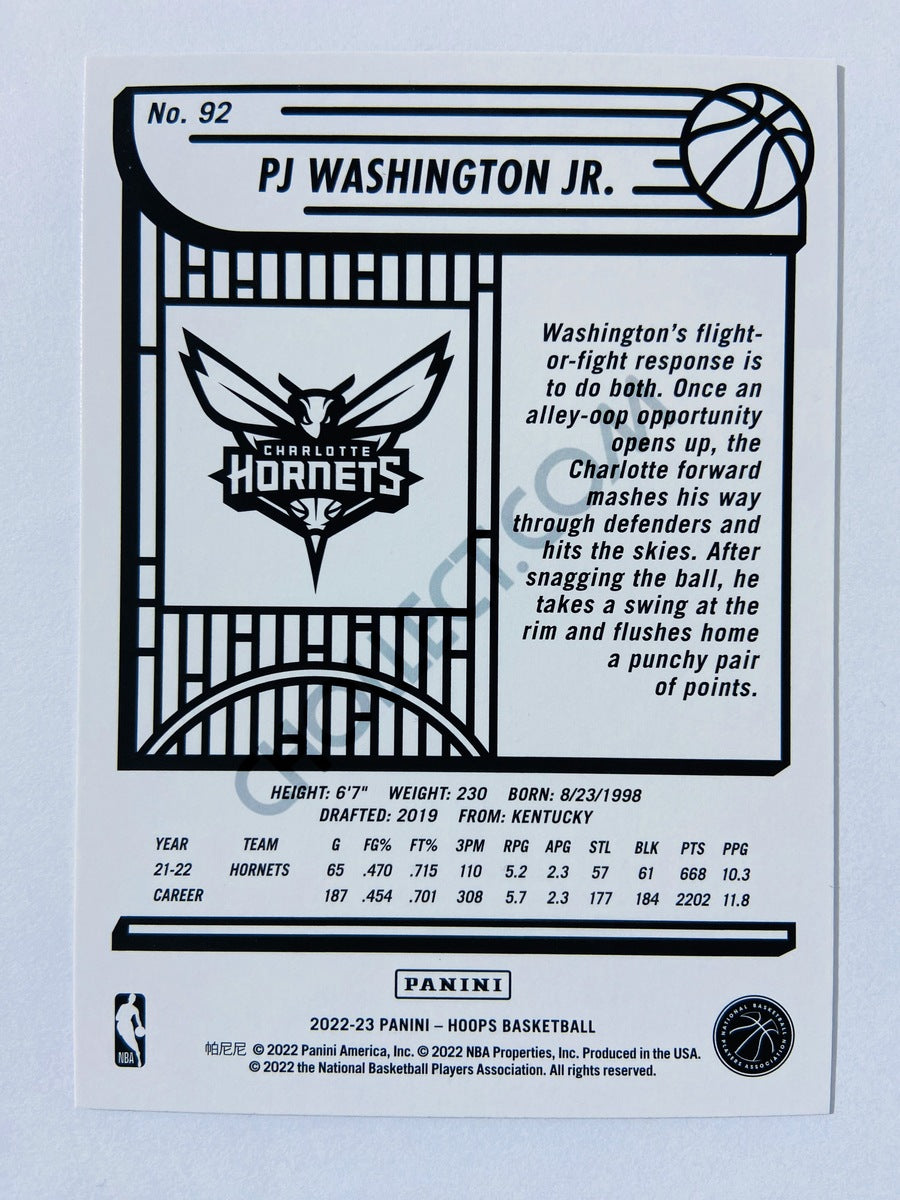 No. 92
PJ WASHINGTON JR.
CHARLOTTE
HORNETS
Washington's flight-
or-fight response is
to do both. Once an
alley-oop opportunity
opens up, the
Charlotte forward
mashes his way
through defenders and
hits the skies. After
snagging the ball, he
takes a swing at the
rim and flushes home
a punchy pair
of points.
CHOLLECT.COM
HEIGHT: 6'7" WEIGHT: 230 BORN: 8/23/1998
DRAFTED: 2019 FROM: KENTUCKY
YEAR TEAM G FG% FT% 3PM RPG APG STL BLK PTS PPG
21-22 HORNETS 65 .470 .715 110 5.2 2.3 57 61 668 10.3
CAREER 187 .454 .701 308 5.7 2.3 177 184 2202 11.8
PANINI
2022-23 PANINI – HOOPS BASKETBALL
帕尼尼 © 2022 Panini America, Inc. © 2022 NBA Properties, Inc. Produced in the USA.
© 2022 the National Basketball Players Association. All rights reserved.
NBA
NATIONAL BASKETBALL
PLAYERS ASSOCIATION